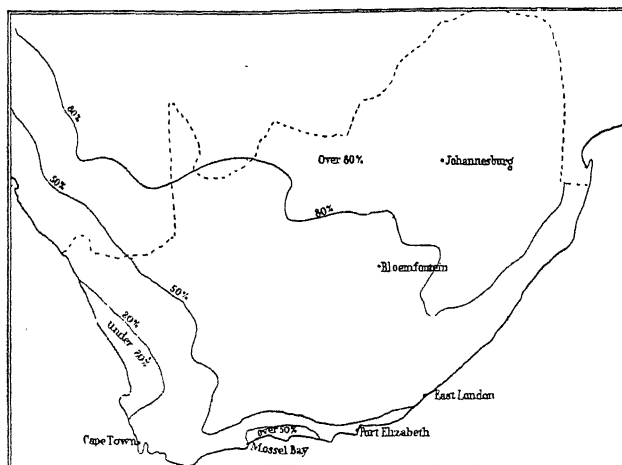 80%
50%
Over 80%
Johannesburg
80%
Bloemfontein
50%
20%
Under 20%
East London
over 50%
Port Elizabeth
Cape Town
Mossel Bay